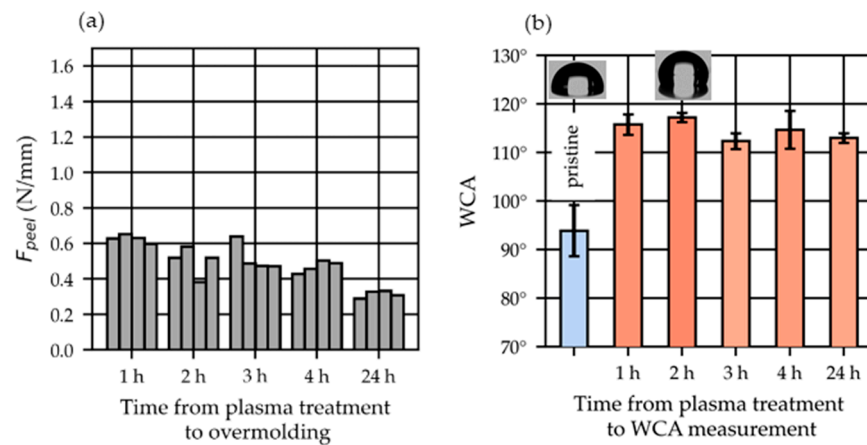 (a)
1.6
1.4
1.2
1.0
0.8
0.6
0.4
0.2
0.0
F_peel (N/mm)
1 h 2 h 3 h 4 h 24 h
Time from plasma treatment
to overmolding
(b)
130°
120°
110°
100°
90°
80°
70°
WCA
pristine
1 h 2 h 3 h 4 h 24 h
Time from plasma treatment
to WCA measurement